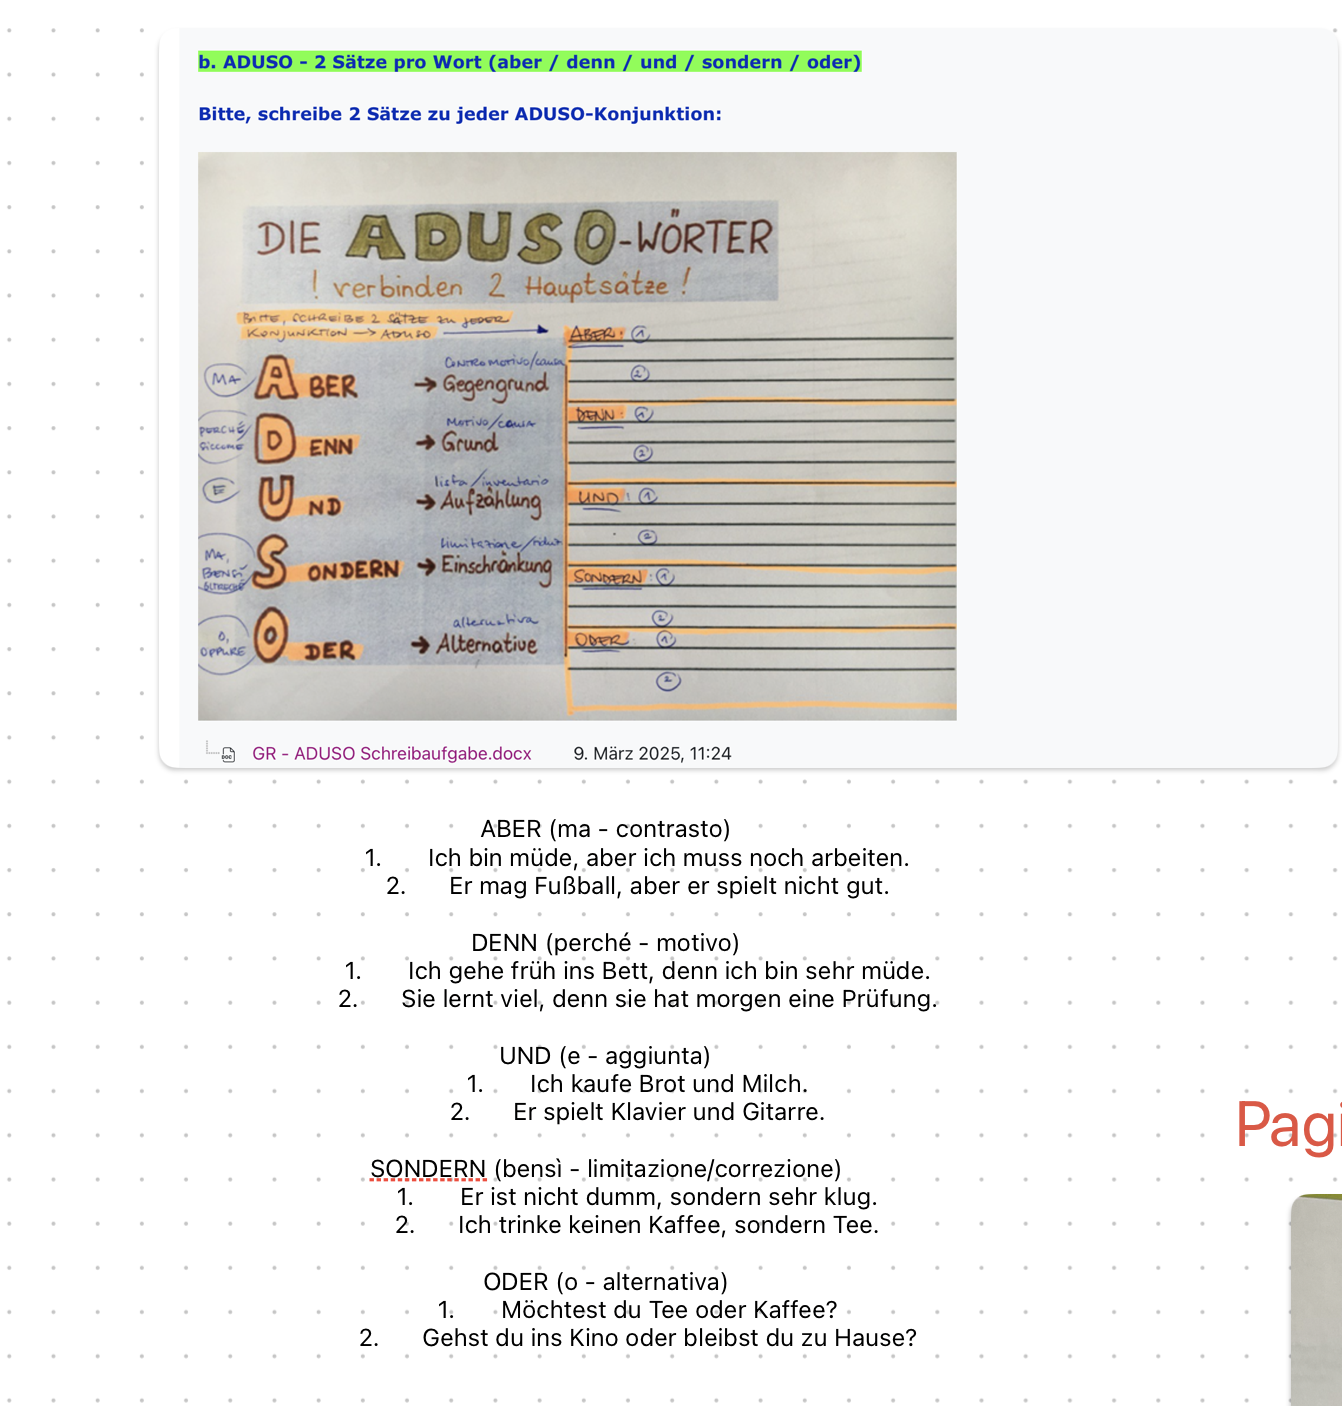 b. ADUSO - 2 Sätze pro Wort (aber / denn / und / sondern / oder)
Bitte, schreibe 2 Sätze zu jeder ADUSO-Konjunktion:
DIE ADUSO-WÖRTER
! verbinden 2 Hauptsätze !
BITTE, SCHREIBE 2 SÄTZE ZU JEDER
KONJUNKTION → ADUSO
MA ABER → Gegengrund
CONTROMOTIVO/causa
PERCHÉ/ SICCOME DENN → Grund
MOTIVO/CAUSA
E UND → Aufzählung
lista/inventario
MA, BENSÌ SONDERN → Einschränkung
limitazione
O, OPPURE ODER → Alternative
alternativa
ABER: 1
2
DENN: 1
2
UND: 1
2
SONDERN: 1
2
ODER: 1
2
GR - ADUSO Schreibaufgabe.docx 9. März 2025, 11:24
ABER (ma - contrasto)
1. Ich bin müde, aber ich muss noch arbeiten.
2. Er mag Fußball, aber er spielt nicht gut.
DENN (perché - motivo)
1. Ich gehe früh ins Bett, denn ich bin sehr müde.
2. Sie lernt viel, denn sie hat morgen eine Prüfung.
UND (e - aggiunta)
1. Ich kaufe Brot und Milch.
2. Er spielt Klavier und Gitarre.
SONDERN (bensì - limitazione/correzione)
1. Er ist nicht dumm, sondern sehr klug.
2. Ich trinke keinen Kaffee, sondern Tee.
ODER (o - alternativa)
1. Möchtest du Tee oder Kaffee?
2. Gehst du ins Kino oder bleibst du zu Hause?
Pagi